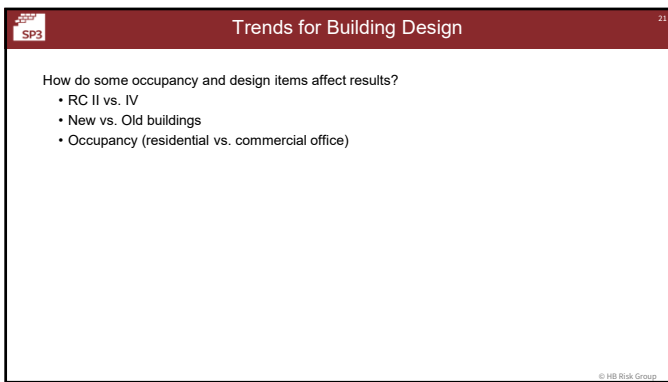 SP3
Trends for Building Design
21
How do some occupancy and design items affect results?
• RC II vs. IV
• New vs. Old buildings
• Occupancy (residential vs. commercial office)
© HB Risk Group